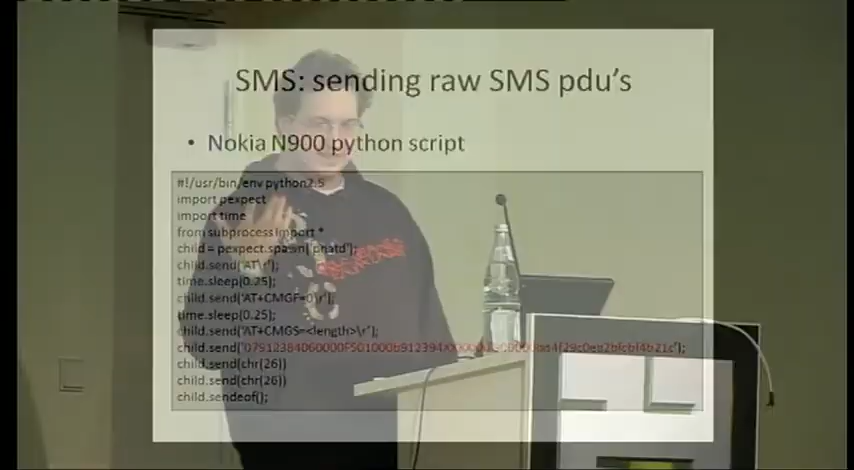 SMS: sending raw SMS pdu's
• Nokia N900 python script
#!/usr/bin/env python2.5
import pexpect
import time
from subprocess import *
child = pexpect.spawn('pnatd');
child.send('AT\r');
time.sleep(0.25);
child.send('AT+CMGF=0\r');
time.sleep(0.25);
child.send('AT+CMGS=<length>\r');
child.send(
child.send(chr(26))
child.send(chr(26))
child.sendeof();